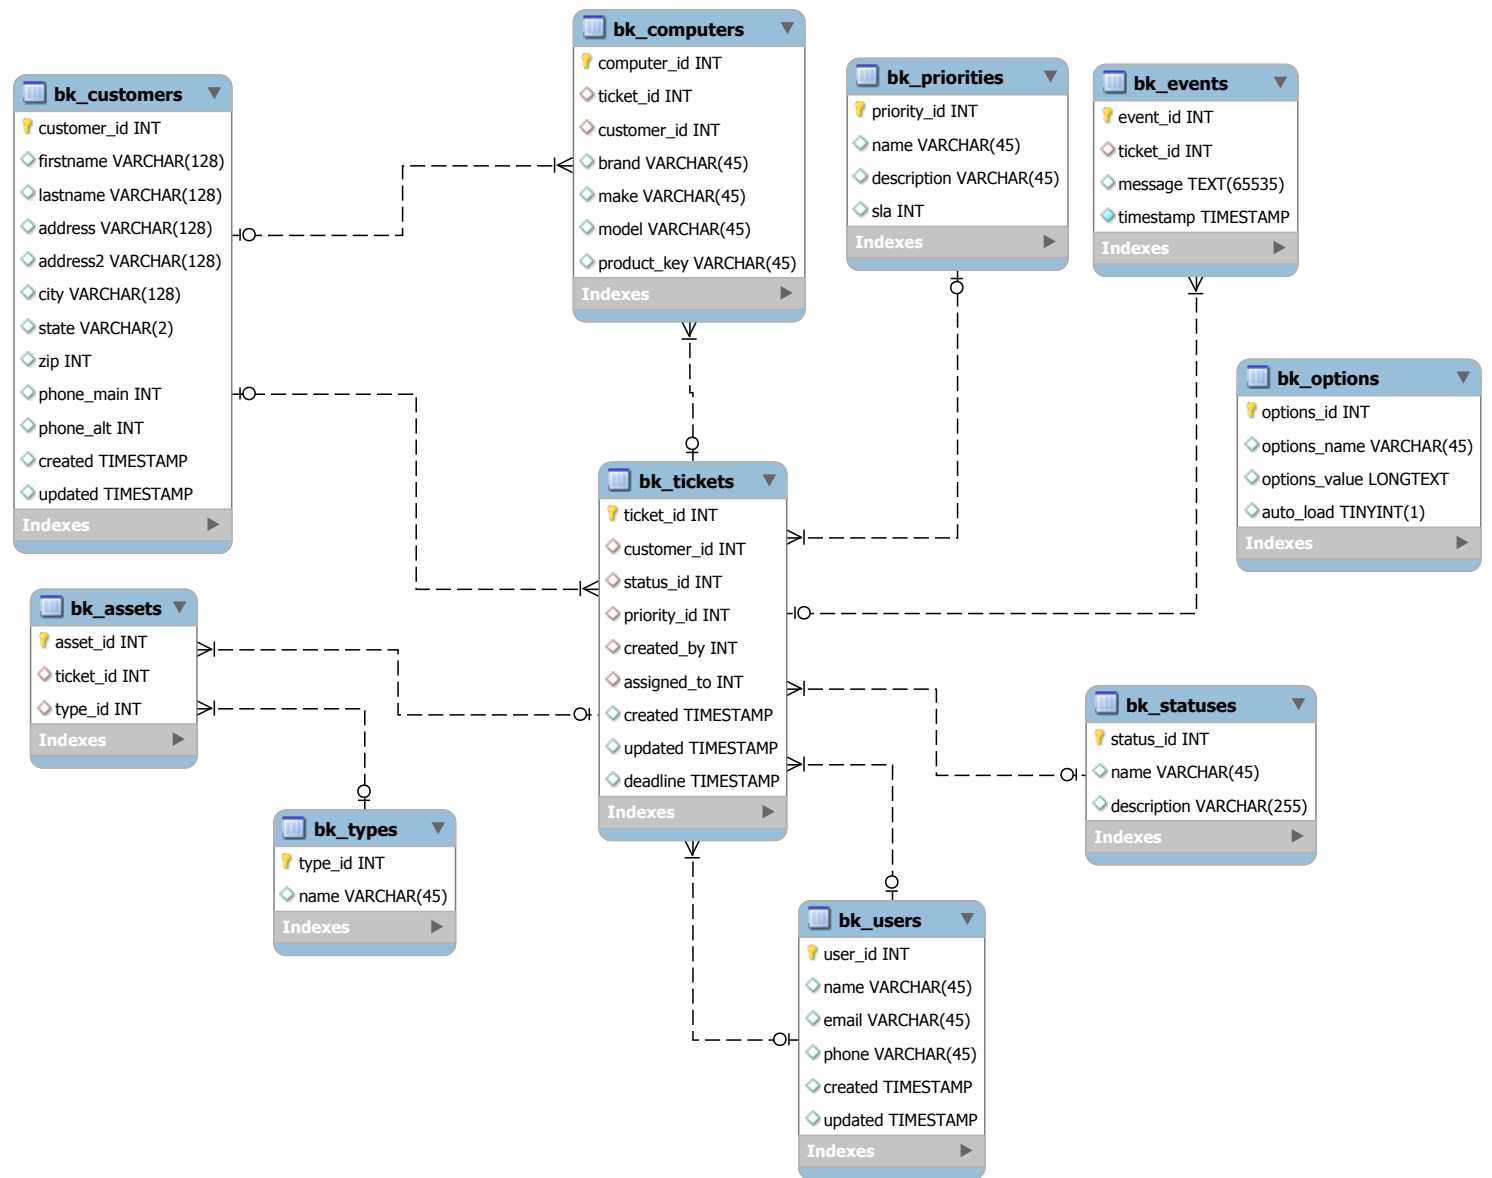 bk_customers
customer_id INT
firstname VARCHAR(128)
lastname VARCHAR(128)
address VARCHAR(128)
address2 VARCHAR(128)
city VARCHAR(128)
state VARCHAR(2)
zip INT
phone_main INT
phone_alt INT
created TIMESTAMP
updated TIMESTAMP
Indexes
bk_computers
computer_id INT
ticket_id INT
customer_id INT
brand VARCHAR(45)
make VARCHAR(45)
model VARCHAR(45)
product_key VARCHAR(45)
Indexes
bk_priorities
priority_id INT
name VARCHAR(45)
description VARCHAR(45)
sla INT
Indexes
bk_events
event_id INT
ticket_id INT
message TEXT(65535)
timestamp TIMESTAMP
Indexes
bk_options
options_id INT
options_name VARCHAR(45)
options_value LONGTEXT
auto_load TINYINT(1)
Indexes
bk_tickets
ticket_id INT
customer_id INT
status_id INT
priority_id INT
created_by INT
assigned_to INT
created TIMESTAMP
updated TIMESTAMP
deadline TIMESTAMP
Indexes
bk_assets
asset_id INT
ticket_id INT
type_id INT
Indexes
bk_types
type_id INT
name VARCHAR(45)
Indexes
bk_statuses
status_id INT
name VARCHAR(45)
description VARCHAR(255)
Indexes
bk_users
user_id INT
name VARCHAR(45)
email VARCHAR(45)
phone VARCHAR(45)
created TIMESTAMP
updated TIMESTAMP
Indexes